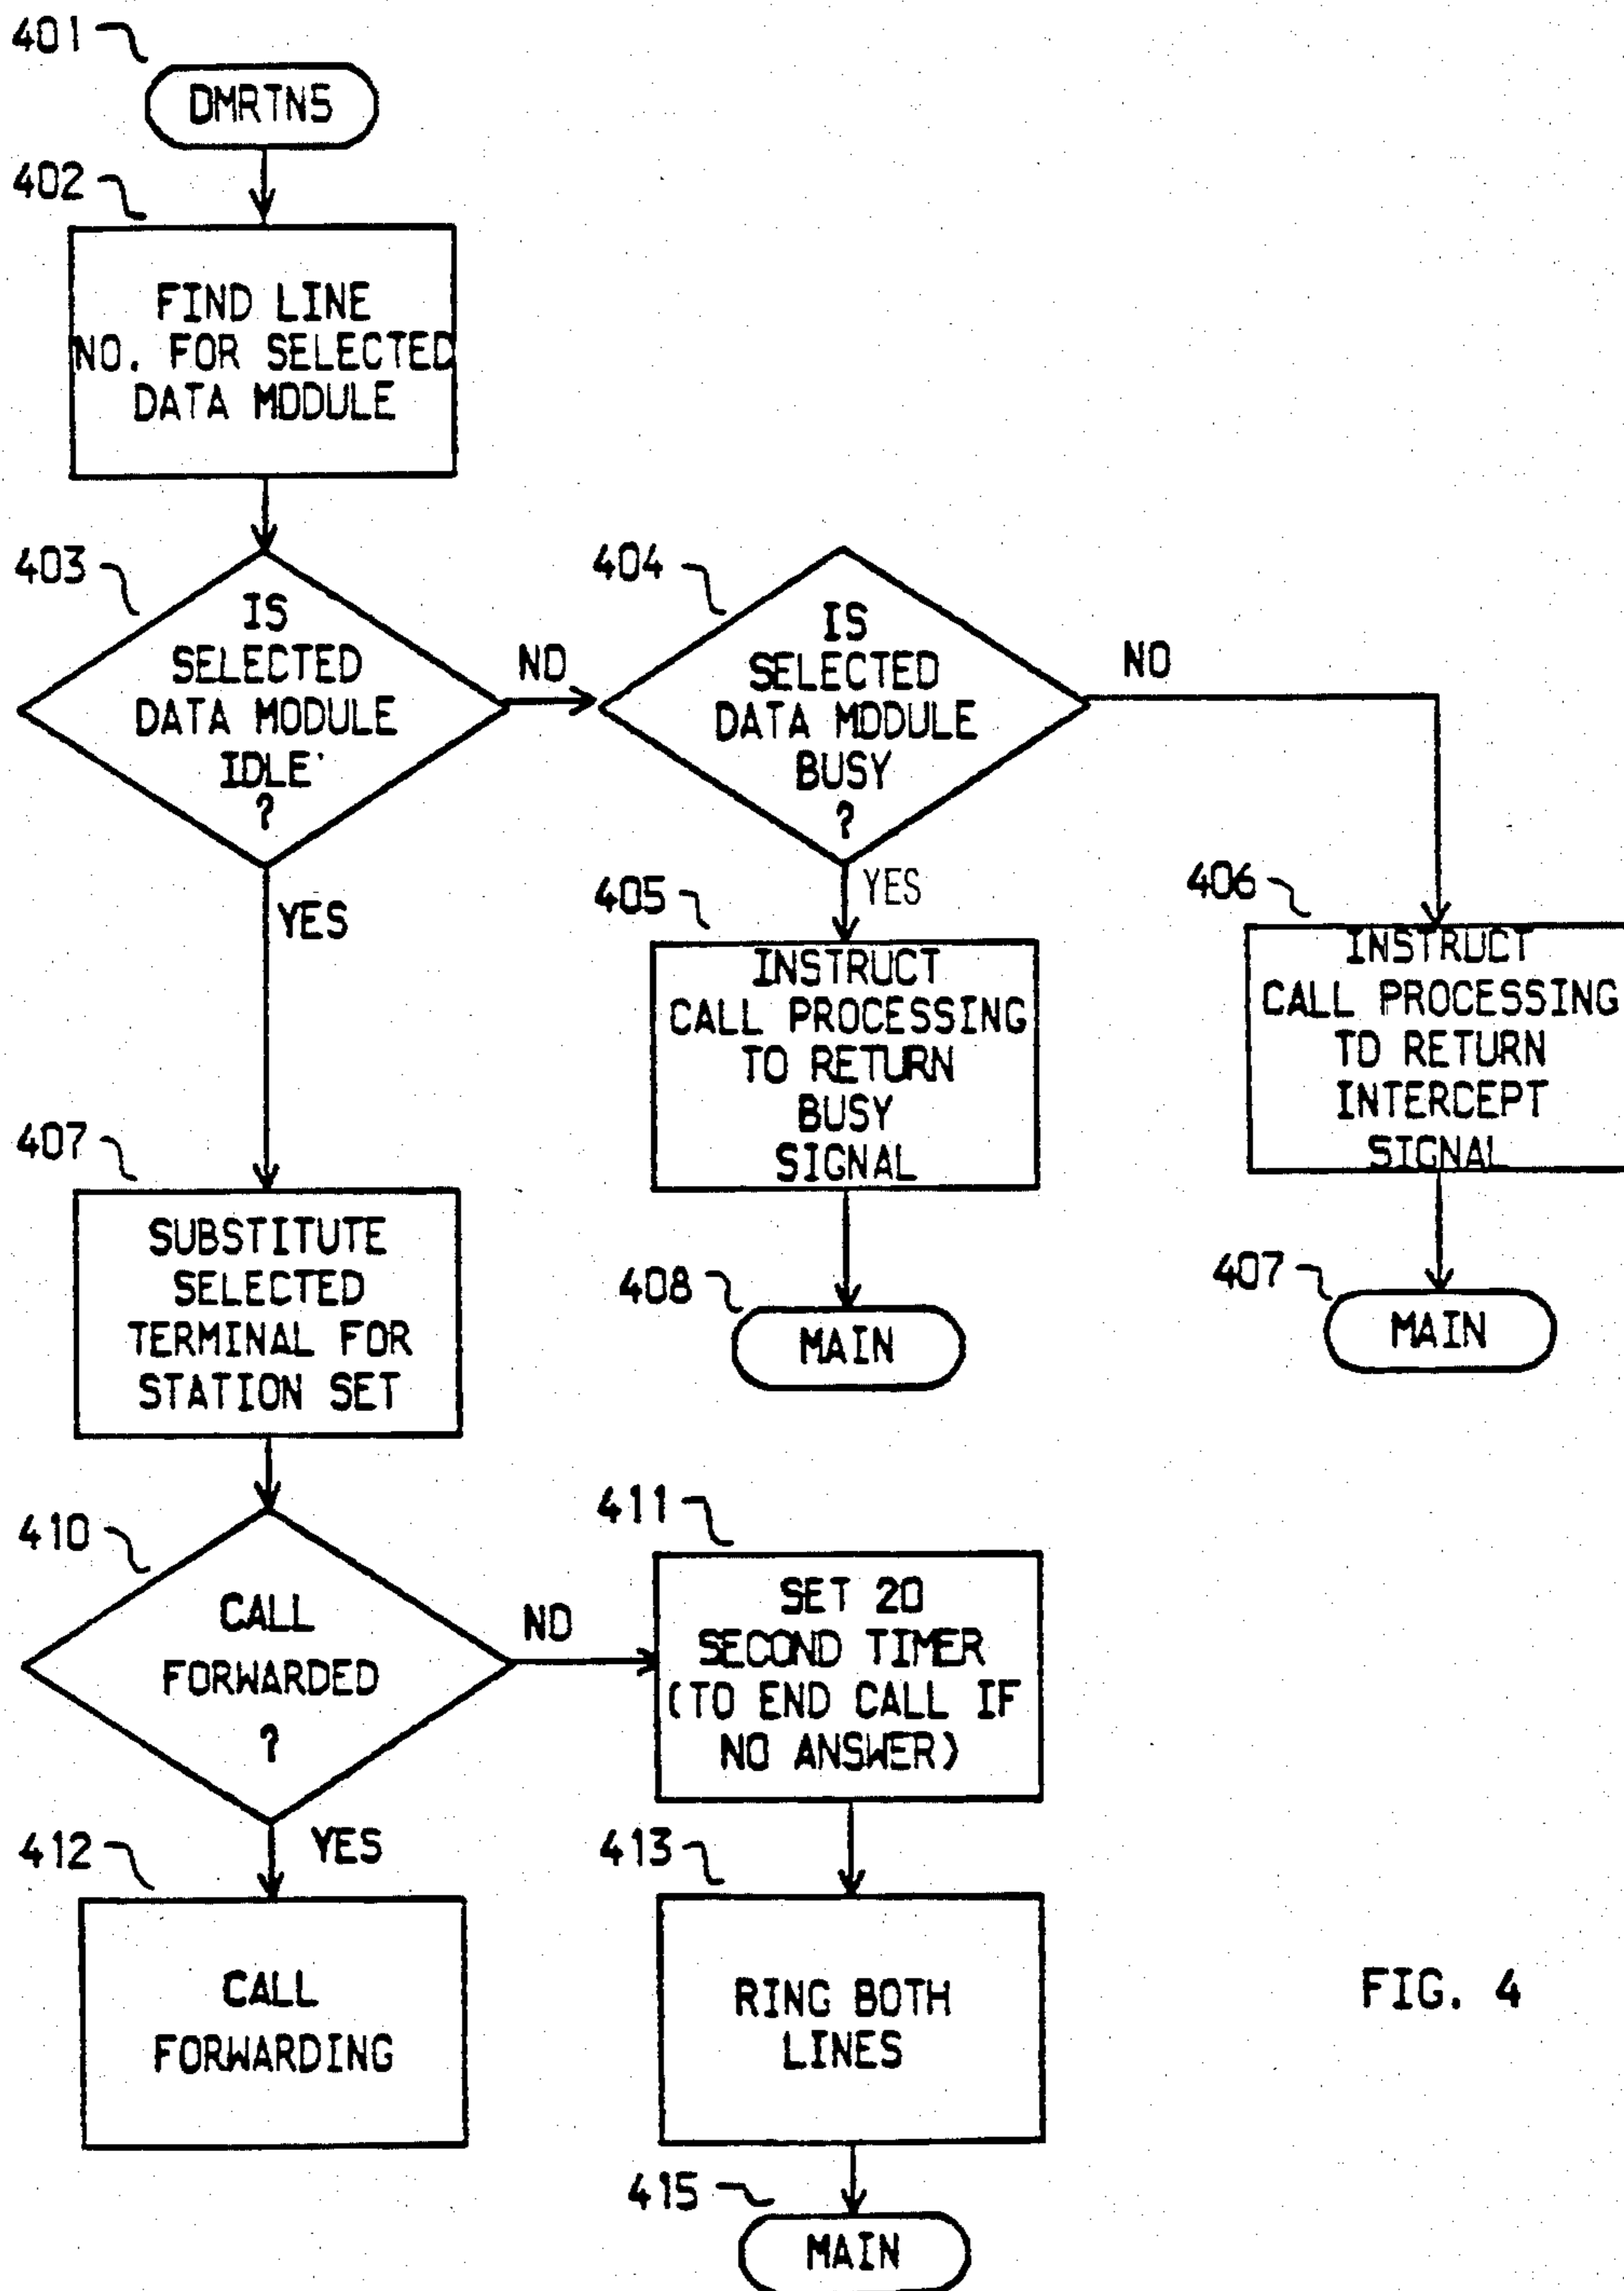 401
DMRTNS
402
FIND LINE
NO. FOR SELECTED
DATA MODULE
403
IS
SELECTED
DATA MODULE
IDLE
?
NO
404
IS
SELECTED
DATA MODULE
BUSY
?
NO
YES
YES
405
INSTRUCT
CALL PROCESSING
TO RETURN
BUSY
SIGNAL
406
INSTRUCT
CALL PROCESSING
TO RETURN
INTERCEPT
SIGNAL
407
SUBSTITUTE
SELECTED
TERMINAL FOR
STATION SET
408
MAIN
407
MAIN
410
CALL
FORWARDED
?
NO
411
SET 20
SECOND TIMER
(TO END CALL IF
NO ANSWER)
YES
412
CALL
FORWARDING
413
RING BOTH
LINES
415
MAIN
FIG. 4